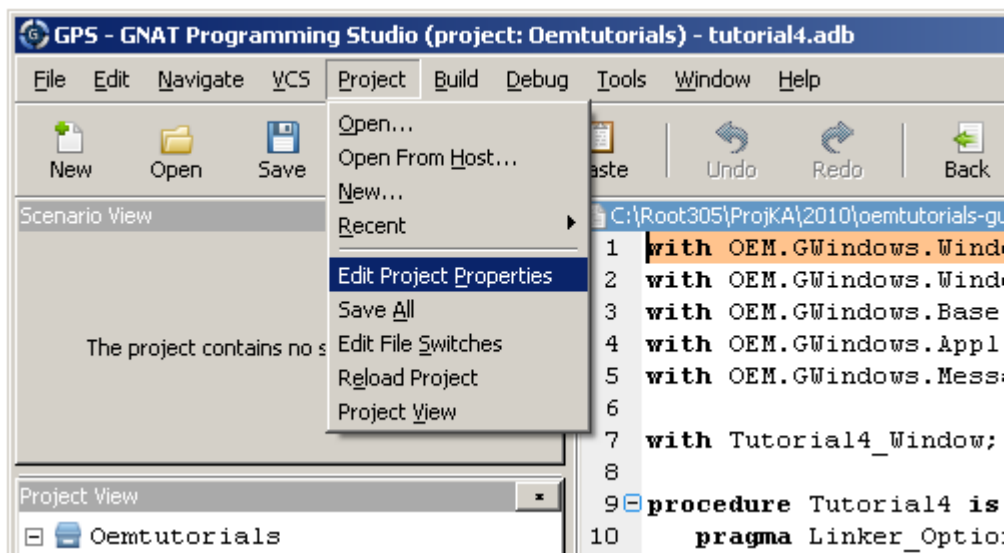 GPS - GNAT Programming Studio (project: Oemtutorials) - tutorial4.adb
File Edit Navigate VCS Project Build Debug Tools Window Help
New Open Save aste Undo Redo Back
Open...
Open From Host...
New...
Recent
Edit Project Properties
Save All
Edit File Switches
Reload Project
Project View
Scenario View
The project contains no s
Project View
Oemtutorials
C:\Root305\ProjKA\2010\oemtutorials-gu
1 with OEM.GWindows.Wind
2 with OEM.GWindows.Wind
3 with OEM.GWindows.Base
4 with OEM.GWindows.Appl
5 with OEM.GWindows.Mess
6
7 with Tutorial4_Window;
8
9 procedure Tutorial4 is
10 pragma Linker_Optio